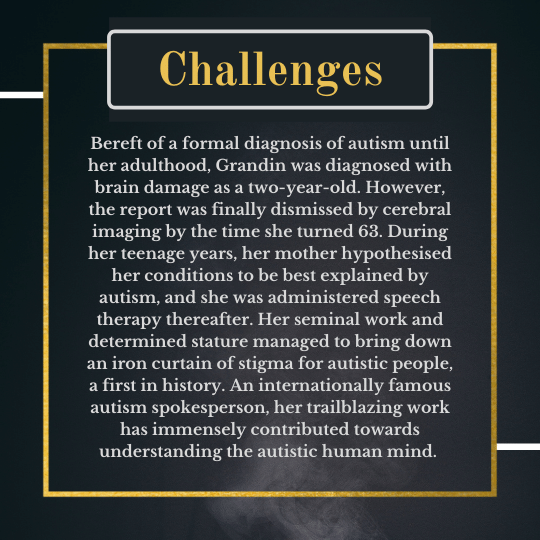 Challenges
Bereft of a formal diagnosis of autism until
her adulthood, Grandin was diagnosed with
brain damage as a two-year-old. However,
the report was finally dismissed by cerebral
imaging by the time she turned 63. During
her teenage years, her mother hypothesised
her conditions to be best explained by
autism, and she was administered speech
therapy thereafter. Her seminal work and
determined stature managed to bring down
an iron curtain of stigma for autistic people,
a first in history. An internationally famous
autism spokesperson, her trailblazing work
has immensely contributed towards
understanding the autistic human mind.